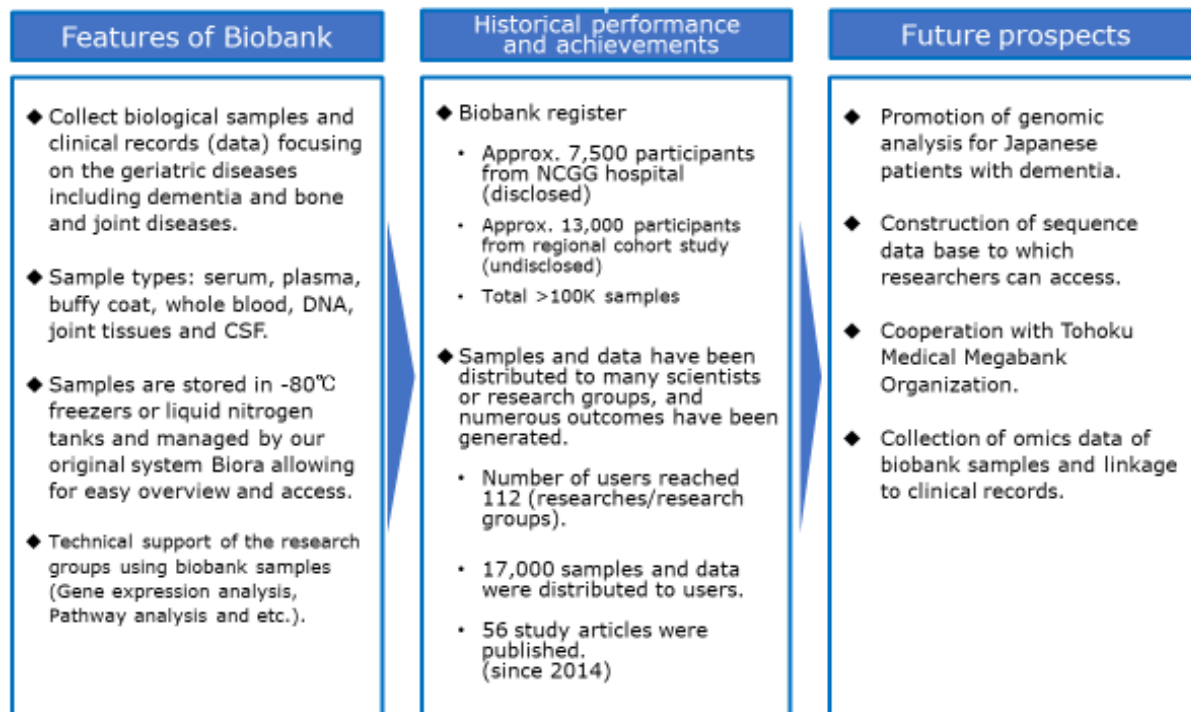 Features of Biobank
◆ Collect biological samples and
clinical records (data) focusing
on the geriatric diseases
including dementia and bone
and joint diseases.
◆ Sample types: serum, plasma,
buffy coat, whole blood, DNA,
joint tissues and CSF.
◆ Samples are stored in -80℃
freezers or liquid nitrogen
tanks and managed by our
original system Biora allowing
for easy overview and access.
◆ Technical support of the research
groups using biobank samples
(Gene expression analysis,
Pathway analysis and etc.).
Historical performance
and achievements
◆ Biobank register
• Approx. 7,500 participants
from NCGG hospital
(disclosed)
• Approx. 13,000 participants
from regional cohort study
(undisclosed)
• Total >100K samples
◆ Samples and data have been
distributed to many scientists
or research groups, and
numerous outcomes have been
generated.
• Number of users reached
112 (researches/research
groups).
• 17,000 samples and data
were distributed to users.
• 56 study articles were
published.
(since 2014)
Future prospects
◆ Promotion of genomic
analysis for Japanese
patients with dementia.
◆ Construction of sequence
data base to which
researchers can access.
◆ Cooperation with Tohoku
Medical Megabank
Organization.
◆ Collection of omics data of
biobank samples and linkage
to clinical records.